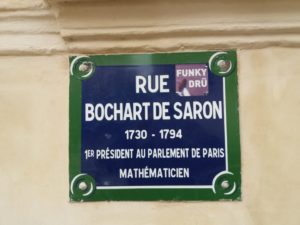 RUE
FUNKY
DRÜ
BOCHART DE SARON
1730 - 1794
1ER PRÉSIDENT AU PARLEMENT DE PARIS
MATHÉMATICIEN